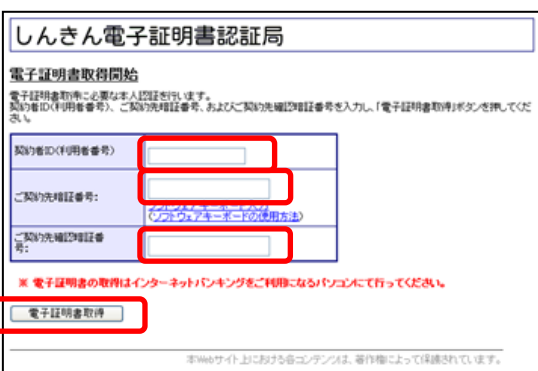 しんきん電子証明書認証局
電子証明書取得開始
電子証明書取得に必要な本人認証を行います。
契約者ID(利用者番号)、ご契約先暗証番号、およびご契約先確認暗証番号を入力し、「電子証明書取得」ボタンを押してくだ
さい。
契約者ID(利用者番号)
ご契約先暗証番号:
(ソフトウェアキーボードの使用方法)
ご契約先確認暗証番
号:
※ 電子証明書の取得はインターネットバンキングをご利用になるパソコンにて行ってください。
電子証明書取得
本Webサイト上における各コンテンツは、著作権によって保護されています。